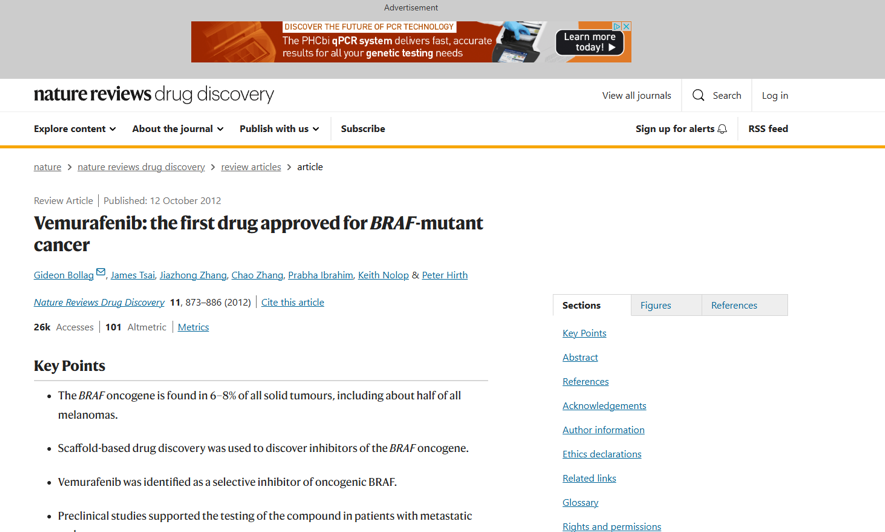 Advertisement
DISCOVER THE FUTURE OF PCR TECHNOLOGY
The PHCbi qPCR system delivers fast, accurate
results for all your genetic testing needs
Learn more
today!
nature reviews drug discovery
View all journals
Search
Log in
Explore content
About the journal
Publish with us
Subscribe
Sign up for alerts
RSS feed
nature > nature reviews drug discovery > review articles > article
Review Article | Published: 12 October 2012
Vemurafenib: the first drug approved for BRAF-mutant
cancer
Gideon Bollag, James Tsai, Jiazhong Zhang, Chao Zhang, Prabha Ibrahim, Keith Nolop & Peter Hirth
Nature Reviews Drug Discovery 11, 873–886 (2012) | Cite this article
26k Accesses | 101 Altmetric | Metrics
Key Points
• The BRAF oncogene is found in 6–8% of all solid tumours, including about half of all
melanomas.
• Scaffold-based drug discovery was used to discover inhibitors of the BRAF oncogene.
• Vemurafenib was identified as a selective inhibitor of oncogenic BRAF.
• Preclinical studies supported the testing of the compound in patients with metastatic
Sections
Figures
References
Key Points
Abstract
References
Acknowledgements
Author information
Ethics declarations
Related links
Glossary
Rights and permissions